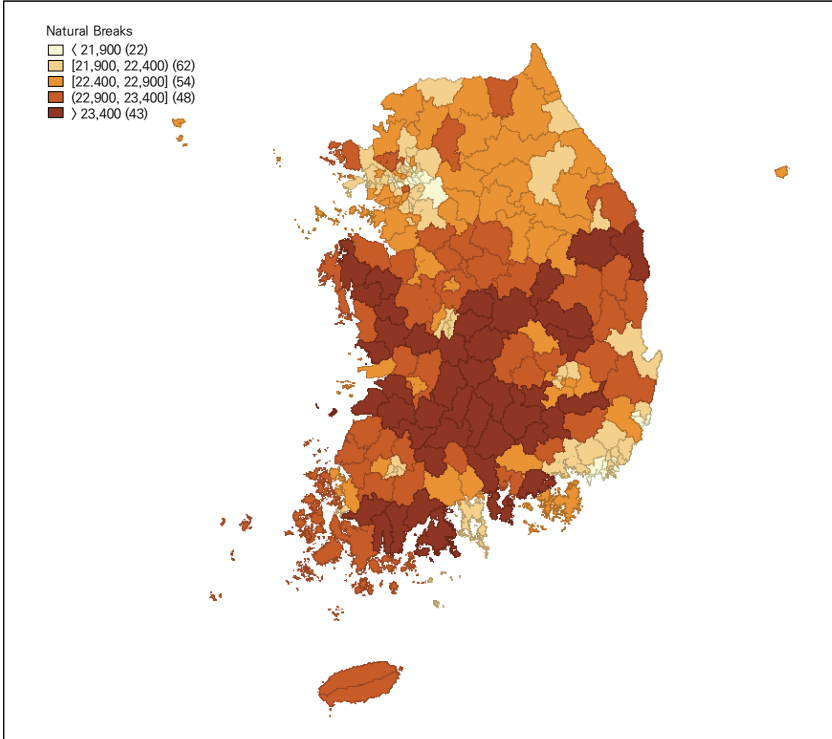 Natural Breaks
〈 21,900 (22)
[21,900, 22,400) (62)
[22.400, 22,900] (54)
(22,900, 23,400] (48)
〉 23,400 (43)